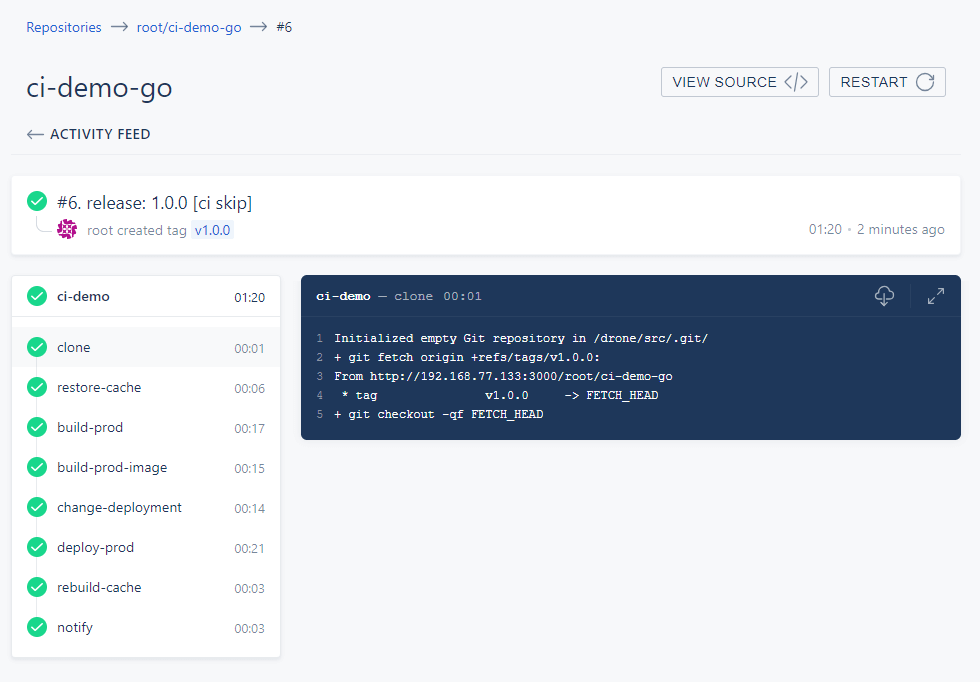 Repositories → root/ci-demo-go → #6
ci-demo-go
VIEW SOURCE </>
RESTART
← ACTIVITY FEED
#6. release: 1.0.0 [ci skip]
root created tag v1.0.0
01:20 • 2 minutes ago
ci-demo 01:20
clone 00:01
restore-cache 00:06
build-prod 00:17
build-prod-image 00:15
change-deployment 00:14
deploy-prod 00:21
rebuild-cache 00:03
notify 00:03
ci-demo — clone 00:01
1 Initialized empty Git repository in /drone/src/.git/
2 + git fetch origin +refs/tags/v1.0.0:
3 From http://192.168.77.133:3000/root/ci-demo-go
4  * tag               v1.0.0     -> FETCH_HEAD
5 + git checkout -qf FETCH_HEAD